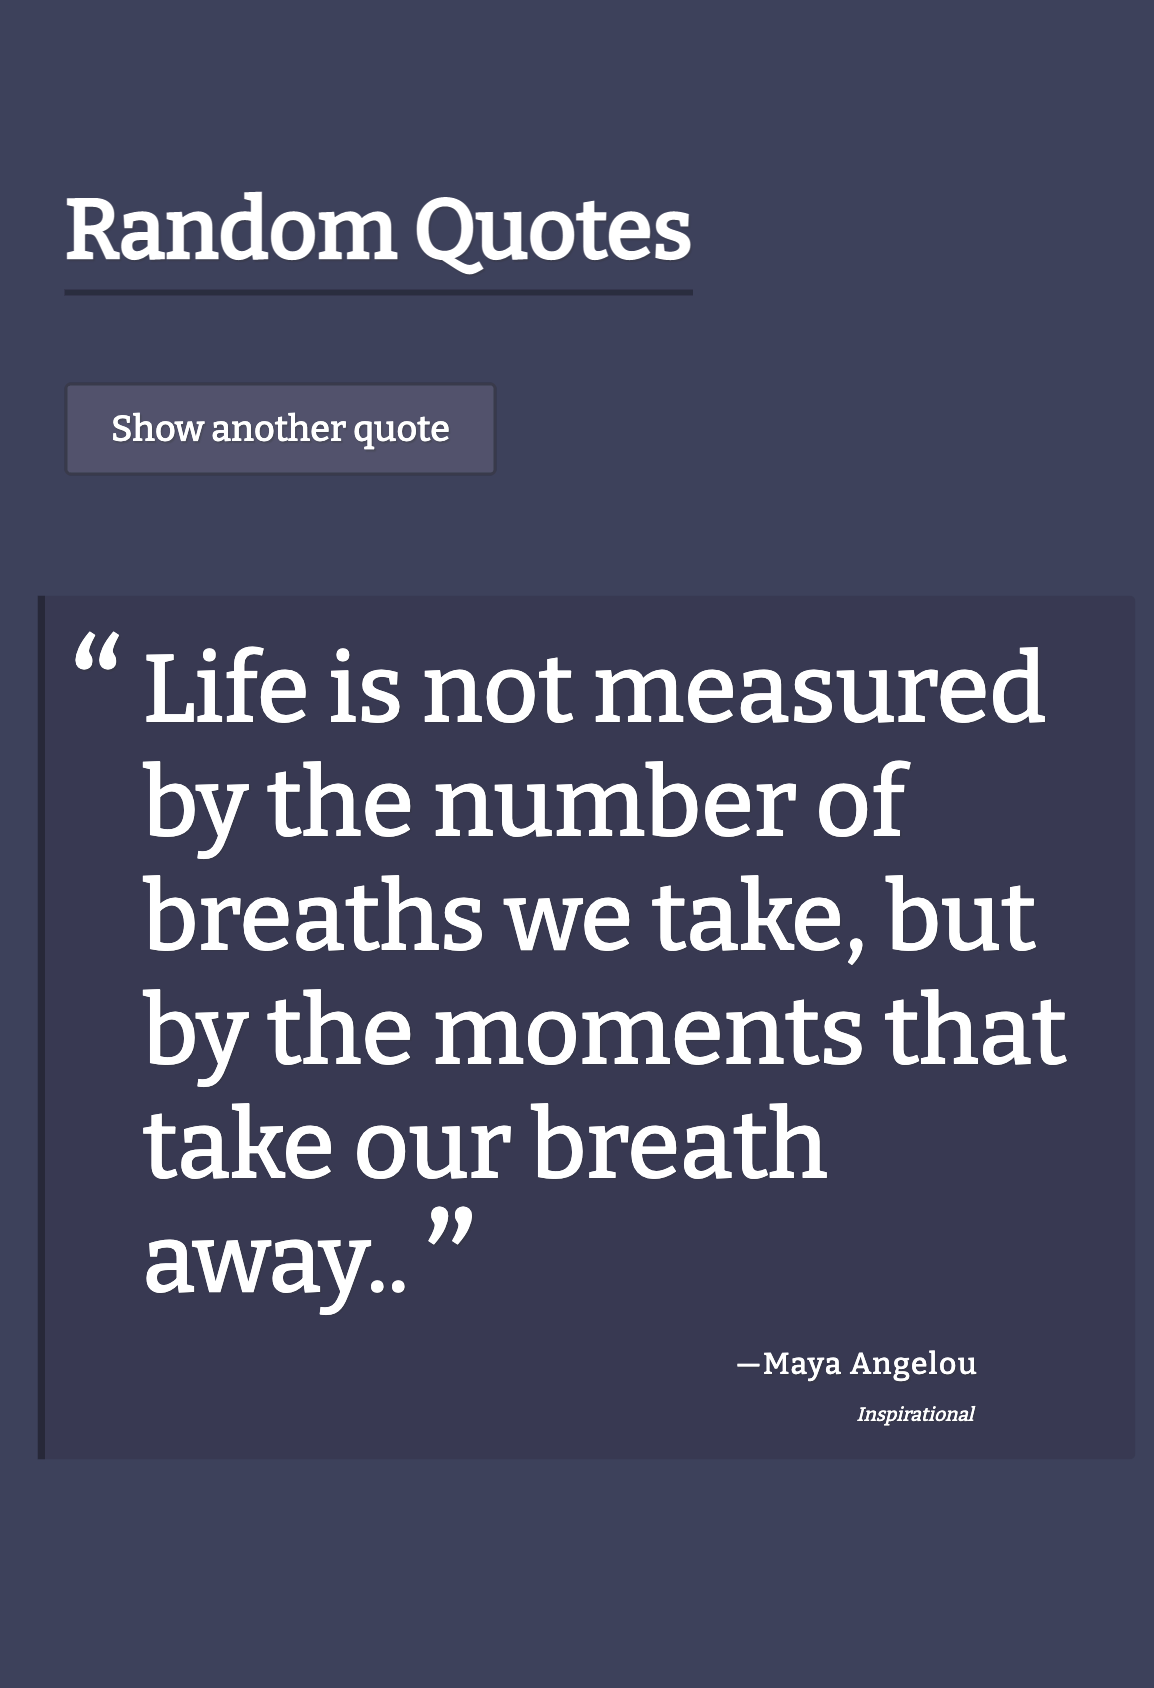 Random Quotes
Show another quote
“ Life is not measured
by the number of
breaths we take, but
by the moments that
take our breath
away.. ”
—Maya Angelou
Inspirational